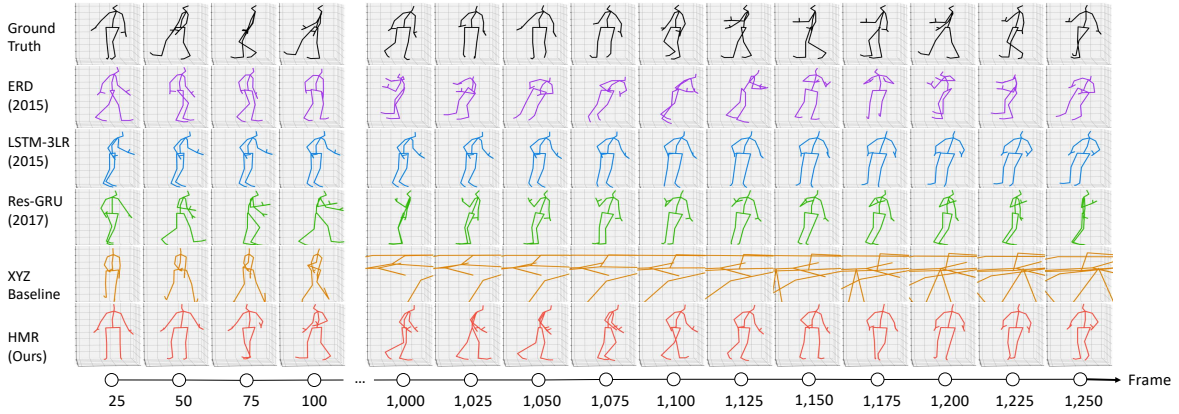 Ground
Truth
ERD
(2015)
LSTM-3LR
(2015)
Res-GRU
(2017)
XYZ
Baseline
HMR
(Ours)
... Frame
25 50 75 100 1,000 1,025 1,050 1,075 1,100 1,125 1,150 1,175 1,200 1,225 1,250